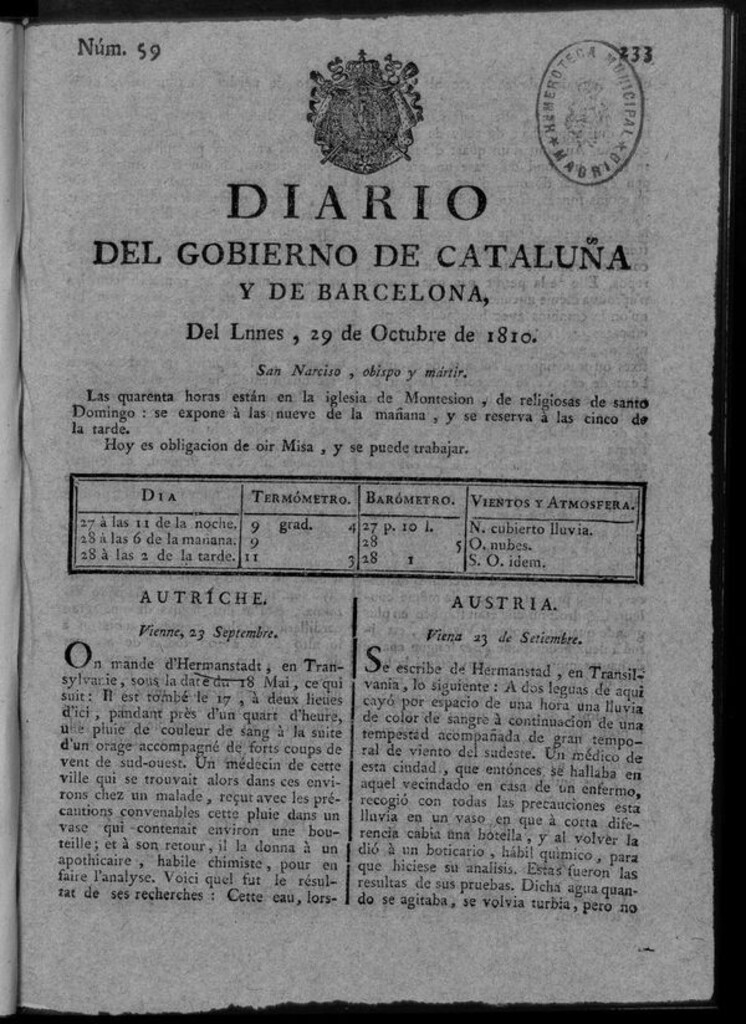 Núm. 59
233
HEMEROTECA MUNICIPAL
MADRID
DIARIO
DEL GOBIERNO DE CATALUÑA
Y DE BARCELONA,
Del Lnnes , 29 de Octubre de 1810.
San Narciso , obispo y mártir.
Las quarenta horas están en la iglesia de Montesion , de religiosas de santo
Domingo : se expone à las nueve de la mañana , y se reserva à las cinco de
la tarde.
Hoy es obligacion de oir Misa , y se puede trabajar.
DIA TERMÓMETRO. BARÓMETRO. VIENTOS Y ATMOSFERA.
27 à las 11 de la noche. 9 grad. 4 27 p. 10 l. N. cubierto lluvia.
28 à las 6 de la mañana. 9 28 5 O. nubes.
28 à las 2 de la tarde. 11 3 28 1 S. O. idem.
AUTRÍCHE.
Vienne, 23 Septembre.
On mande d'Hermanstadt , en Tran-
sylvanie, sous la date du 18 Mai, ce qui
suit : Il est tombé le 17 , à deux lieues
d'ici , pandant près d'un quart d'heure,
une pluie de couleur de sang à la suite
d'un orage accompagné de forts coups de
vent de sud-ouest. Un médecin de cette
ville qui se trouvait alors dans ces envi-
rons chez un malade , reçut avec les pré-
cautions convenables cette pluie dans un
vase qui contenait environ une bou-
teille; et à son retour, il la donna à un
apothicaire , habile chimiste, pour en
faire l'analyse. Voici quel fut le résul-
tat de ses recherches : Cette eau, lors-
AUSTRIA.
Viena 23 de Setiembre.
Se escribe de Hermanstad , en Transil-
vania , lo siguiente : A dos leguas de aqui
cayó por espacio de una hora una lluvia
de color de sangre à continuacion de una
tempestad acompañada de gran tempo-
ral de viento del sudeste. Un médico de
esta ciudad , que entónces se hallaba en
aquel vecindado en casa de un enfermo,
recogió con todas las precauciones esta
lluvia en un vaso en que à corta dife-
rencia cabia una botella , y al volver la
dió à un boticario , hábil químico , para
que hiciese su analisis. Estas fueron las
resultas de sus pruebas. Dicha agua quan-
do se agitaba, se volvia turbia, pero no